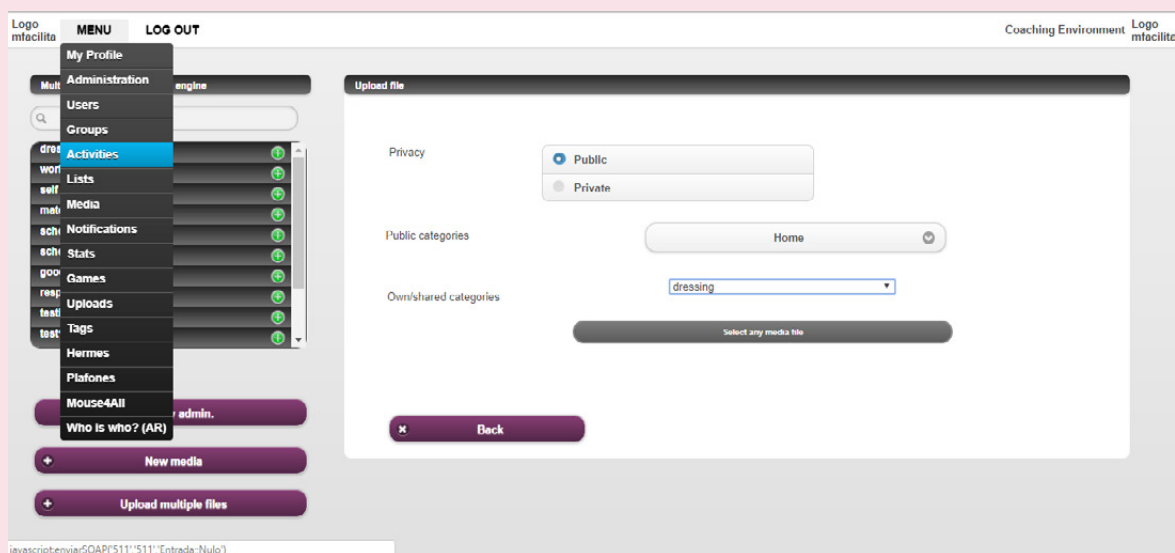 Logo
mfacilita
MENU
LOG OUT
Coaching Environment
Logo
mfacilita
My Profile
Administration
Users
Groups
Activities
Lists
Media
Notifications
Stats
Games
Uploads
Tags
Hermes
Plafones
Mouse4All
Who is who? (AR)
engine
admin.
New media
Upload multiple files
Upload file
Privacy
Public
Private
Public categories
Home
Own/shared categories
dressing
Select any media file
Back
javascript:enviarSOAP('511','511','Entrada::Nulo')